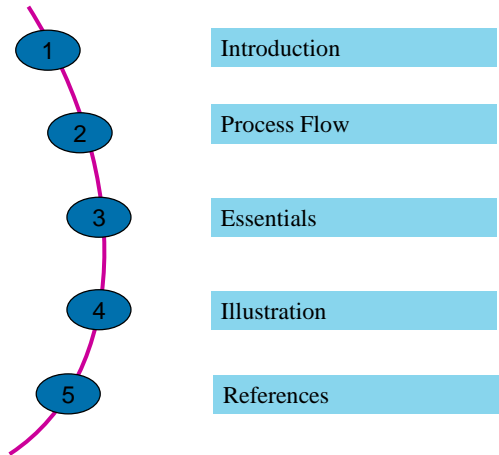 1 Introduction
2 Process Flow
3 Essentials
4 Illustration
5 References